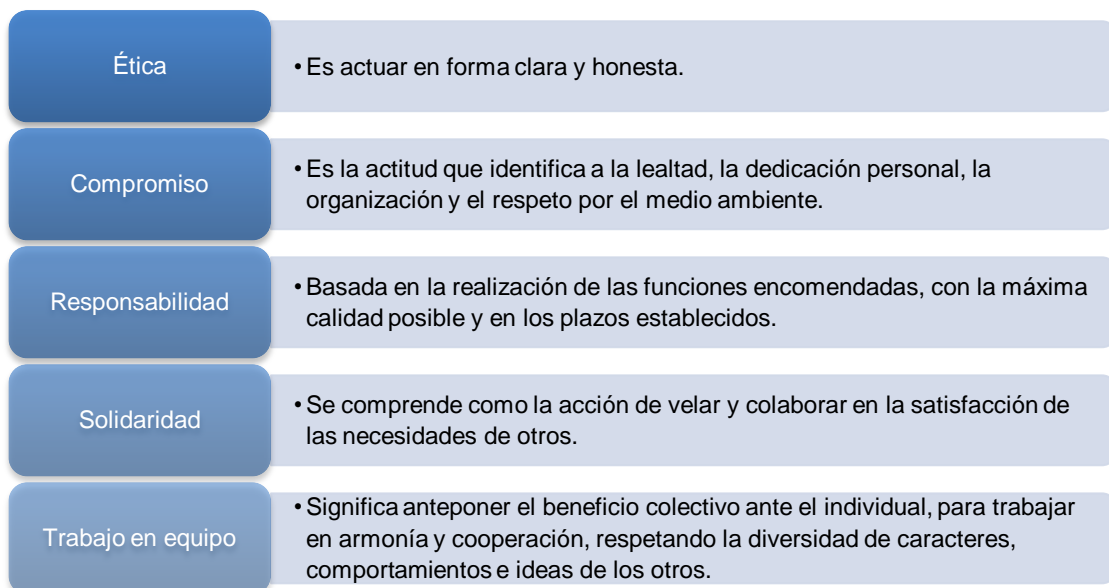 Ética
• Es actuar en forma clara y honesta.
Compromiso
• Es la actitud que identifica a la lealtad, la dedicación personal, la
organización y el respeto por el medio ambiente.
Responsabilidad
• Basada en la realización de las funciones encomendadas, con la máxima
calidad posible y en los plazos establecidos.
Solidaridad
• Se comprende como la acción de velar y colaborar en la satisfacción de
las necesidades de otros.
Trabajo en equipo
• Significa anteponer el beneficio colectivo ante el individual, para trabajar
en armonía y cooperación, respetando la diversidad de caracteres,
comportamientos e ideas de los otros.